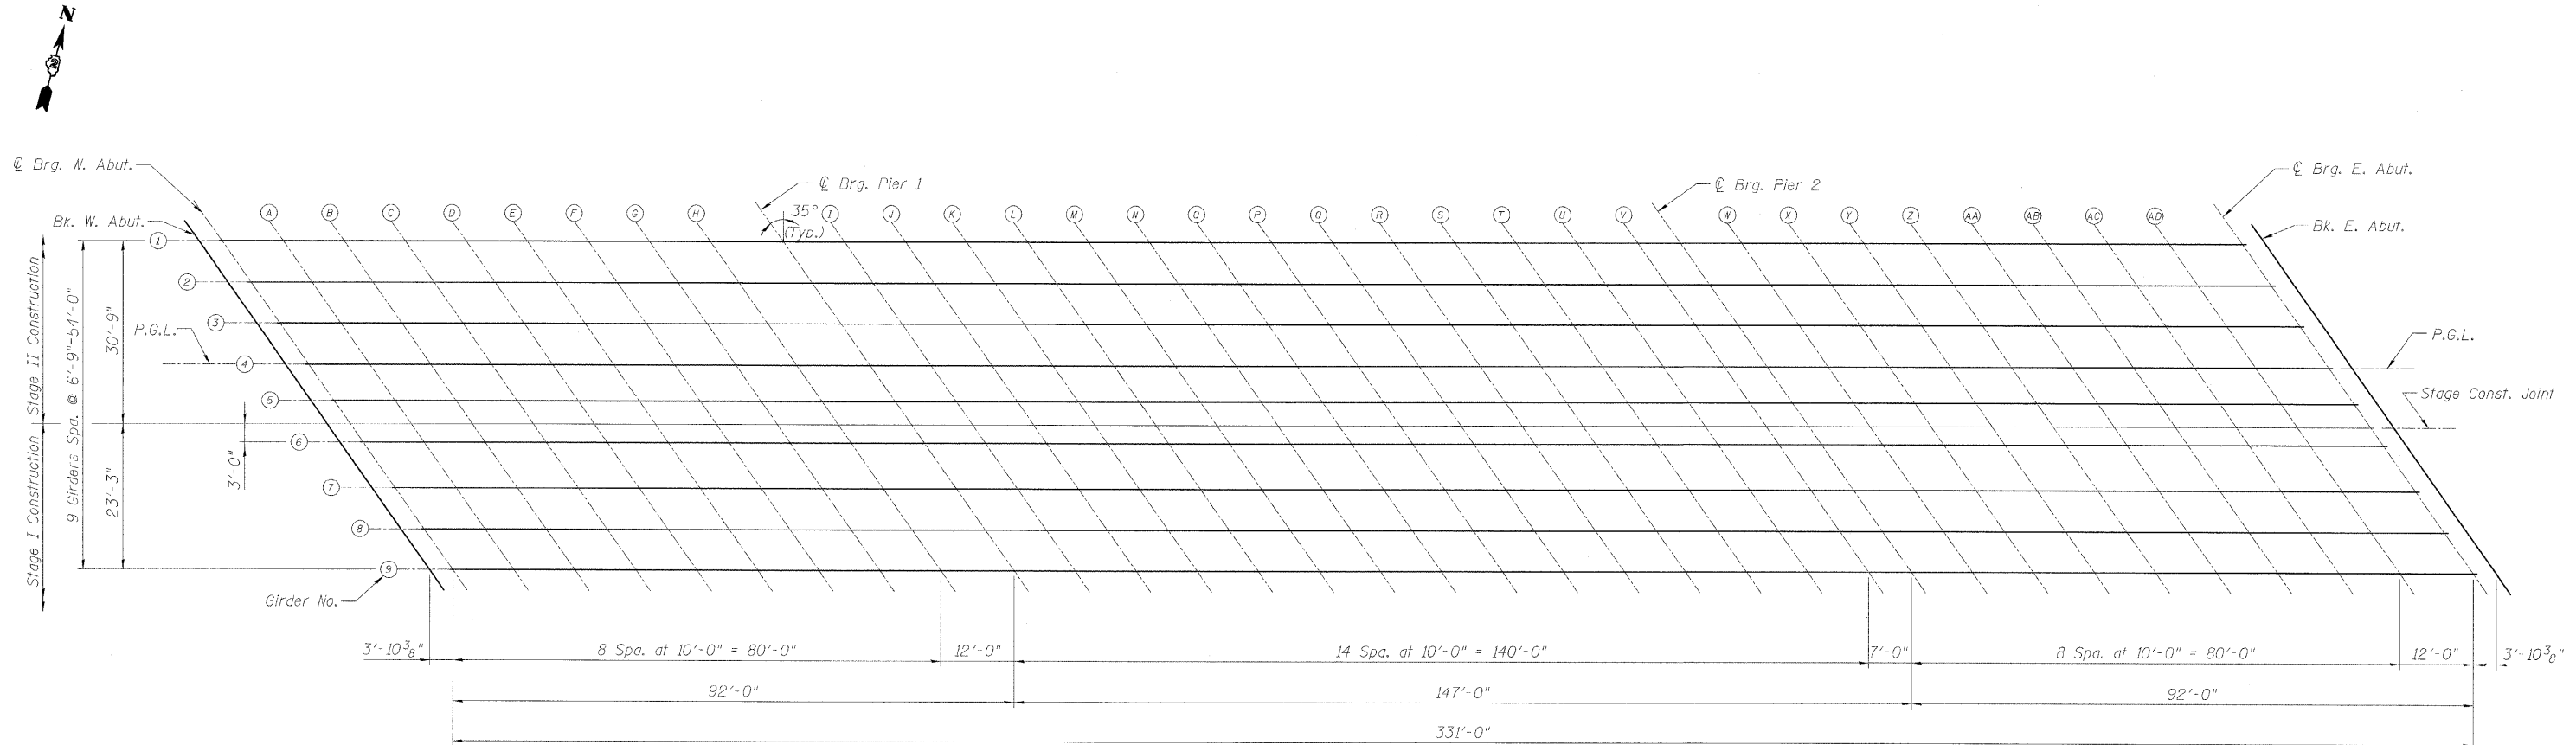 N
℄ Brg. W. Abut.
Bk. W. Abut.
℄ Brg. Pier 1
35°
(Typ.)
℄ Brg. Pier 2
℄ Brg. E. Abut.
Bk. E. Abut.
A B C D E F G H I J K L M N O P Q R S T U V W X Y Z AA AB AC AD
1
2
3
P.G.L.
4
5
6
7
8
9
P.G.L.
Stage Const. Joint
Stage II Construction
Stage I Construction
9 Girders Spa. @ 6'-9"=54'-0"
30'-9"
23'-3"
3'-0"
Girder No.
3'-10 3/8"
8 Spa. at 10'-0" = 80'-0"
12'-0"
14 Spa. at 10'-0" = 140'-0"
7'-0"
8 Spa. at 10'-0" = 80'-0"
12'-0"
3'-10 3/8"
92'-0"
147'-0"
92'-0"
331'-0"